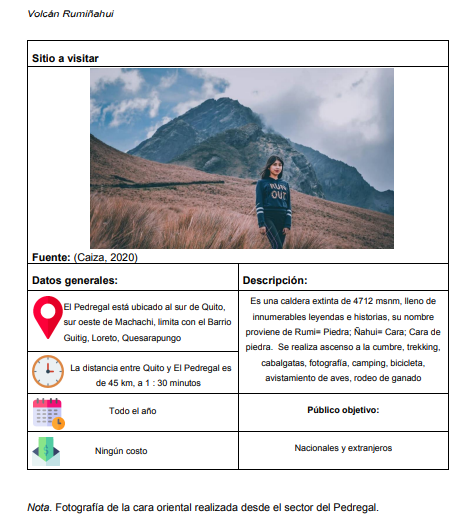 Volcán Rumiñahui
Sitio a visitar
RUN
OUT
Fuente: (Caiza, 2020)
Datos generales:
El Pedregal está ubicado al sur de Quito,
sur oeste de Machachi, limita con el Barrio
Guitig, Loreto, Quesarapungo
La distancia entre Quito y El Pedregal es
de 45 km, a 1 : 30 minutos
Todo el año
Ningún costo
Descripción:
Es una caldera extinta de 4712 msnm, lleno de
innumerables leyendas e historias, su nombre
proviene de Rumi= Piedra; Ñahui= Cara; Cara de
piedra. Se realiza ascenso a la cumbre, trekking,
cabalgatas, fotografía, camping, bicicleta,
avistamiento de aves, rodeo de ganado
Público objetivo:
Nacionales y extranjeros
Nota. Fotografía de la cara oriental realizada desde el sector del Pedregal.